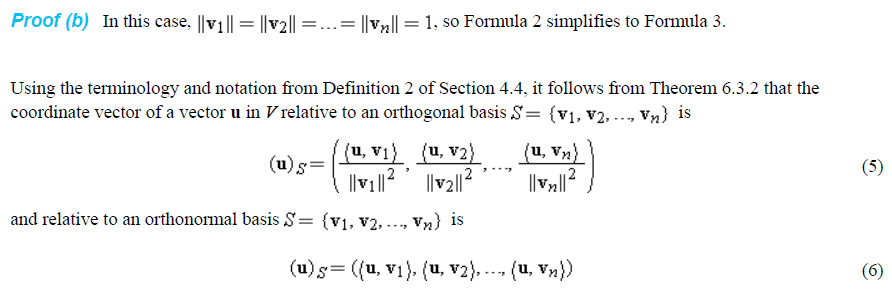 Proof (b) In this case, ||v₁|| = ||v₂|| = ... = ||vₙ|| = 1, so Formula 2 simplifies to Formula 3.
Using the terminology and notation from Definition 2 of Section 4.4, it follows from Theorem 6.3.2 that the
coordinate vector of a vector u in V relative to an orthogonal basis S = {v₁, v₂, ..., vₙ} is
(u)_S = (⟨u, v₁⟩/||v₁||², ⟨u, v₂⟩/||v₂||², ..., ⟨u, vₙ⟩/||vₙ||²) (5)
and relative to an orthonormal basis S = {v₁, v₂, ..., vₙ} is
(u)_S = (⟨u, v₁⟩, ⟨u, v₂⟩, ..., ⟨u, vₙ⟩) (6)